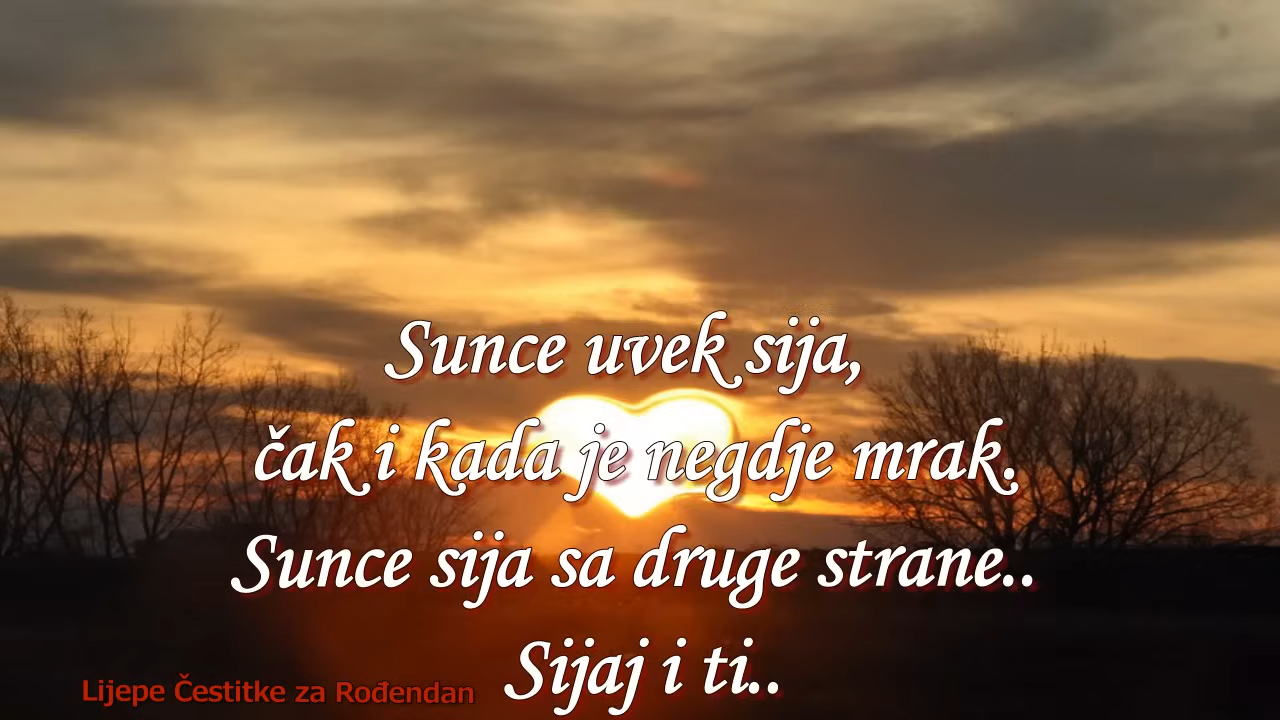 Sunce uvek sija,
čak i kada je negdje mrak.
Sunce sija sa druge strane..
Sijaj i ti..
Lijepe Čestitke za Rođendan